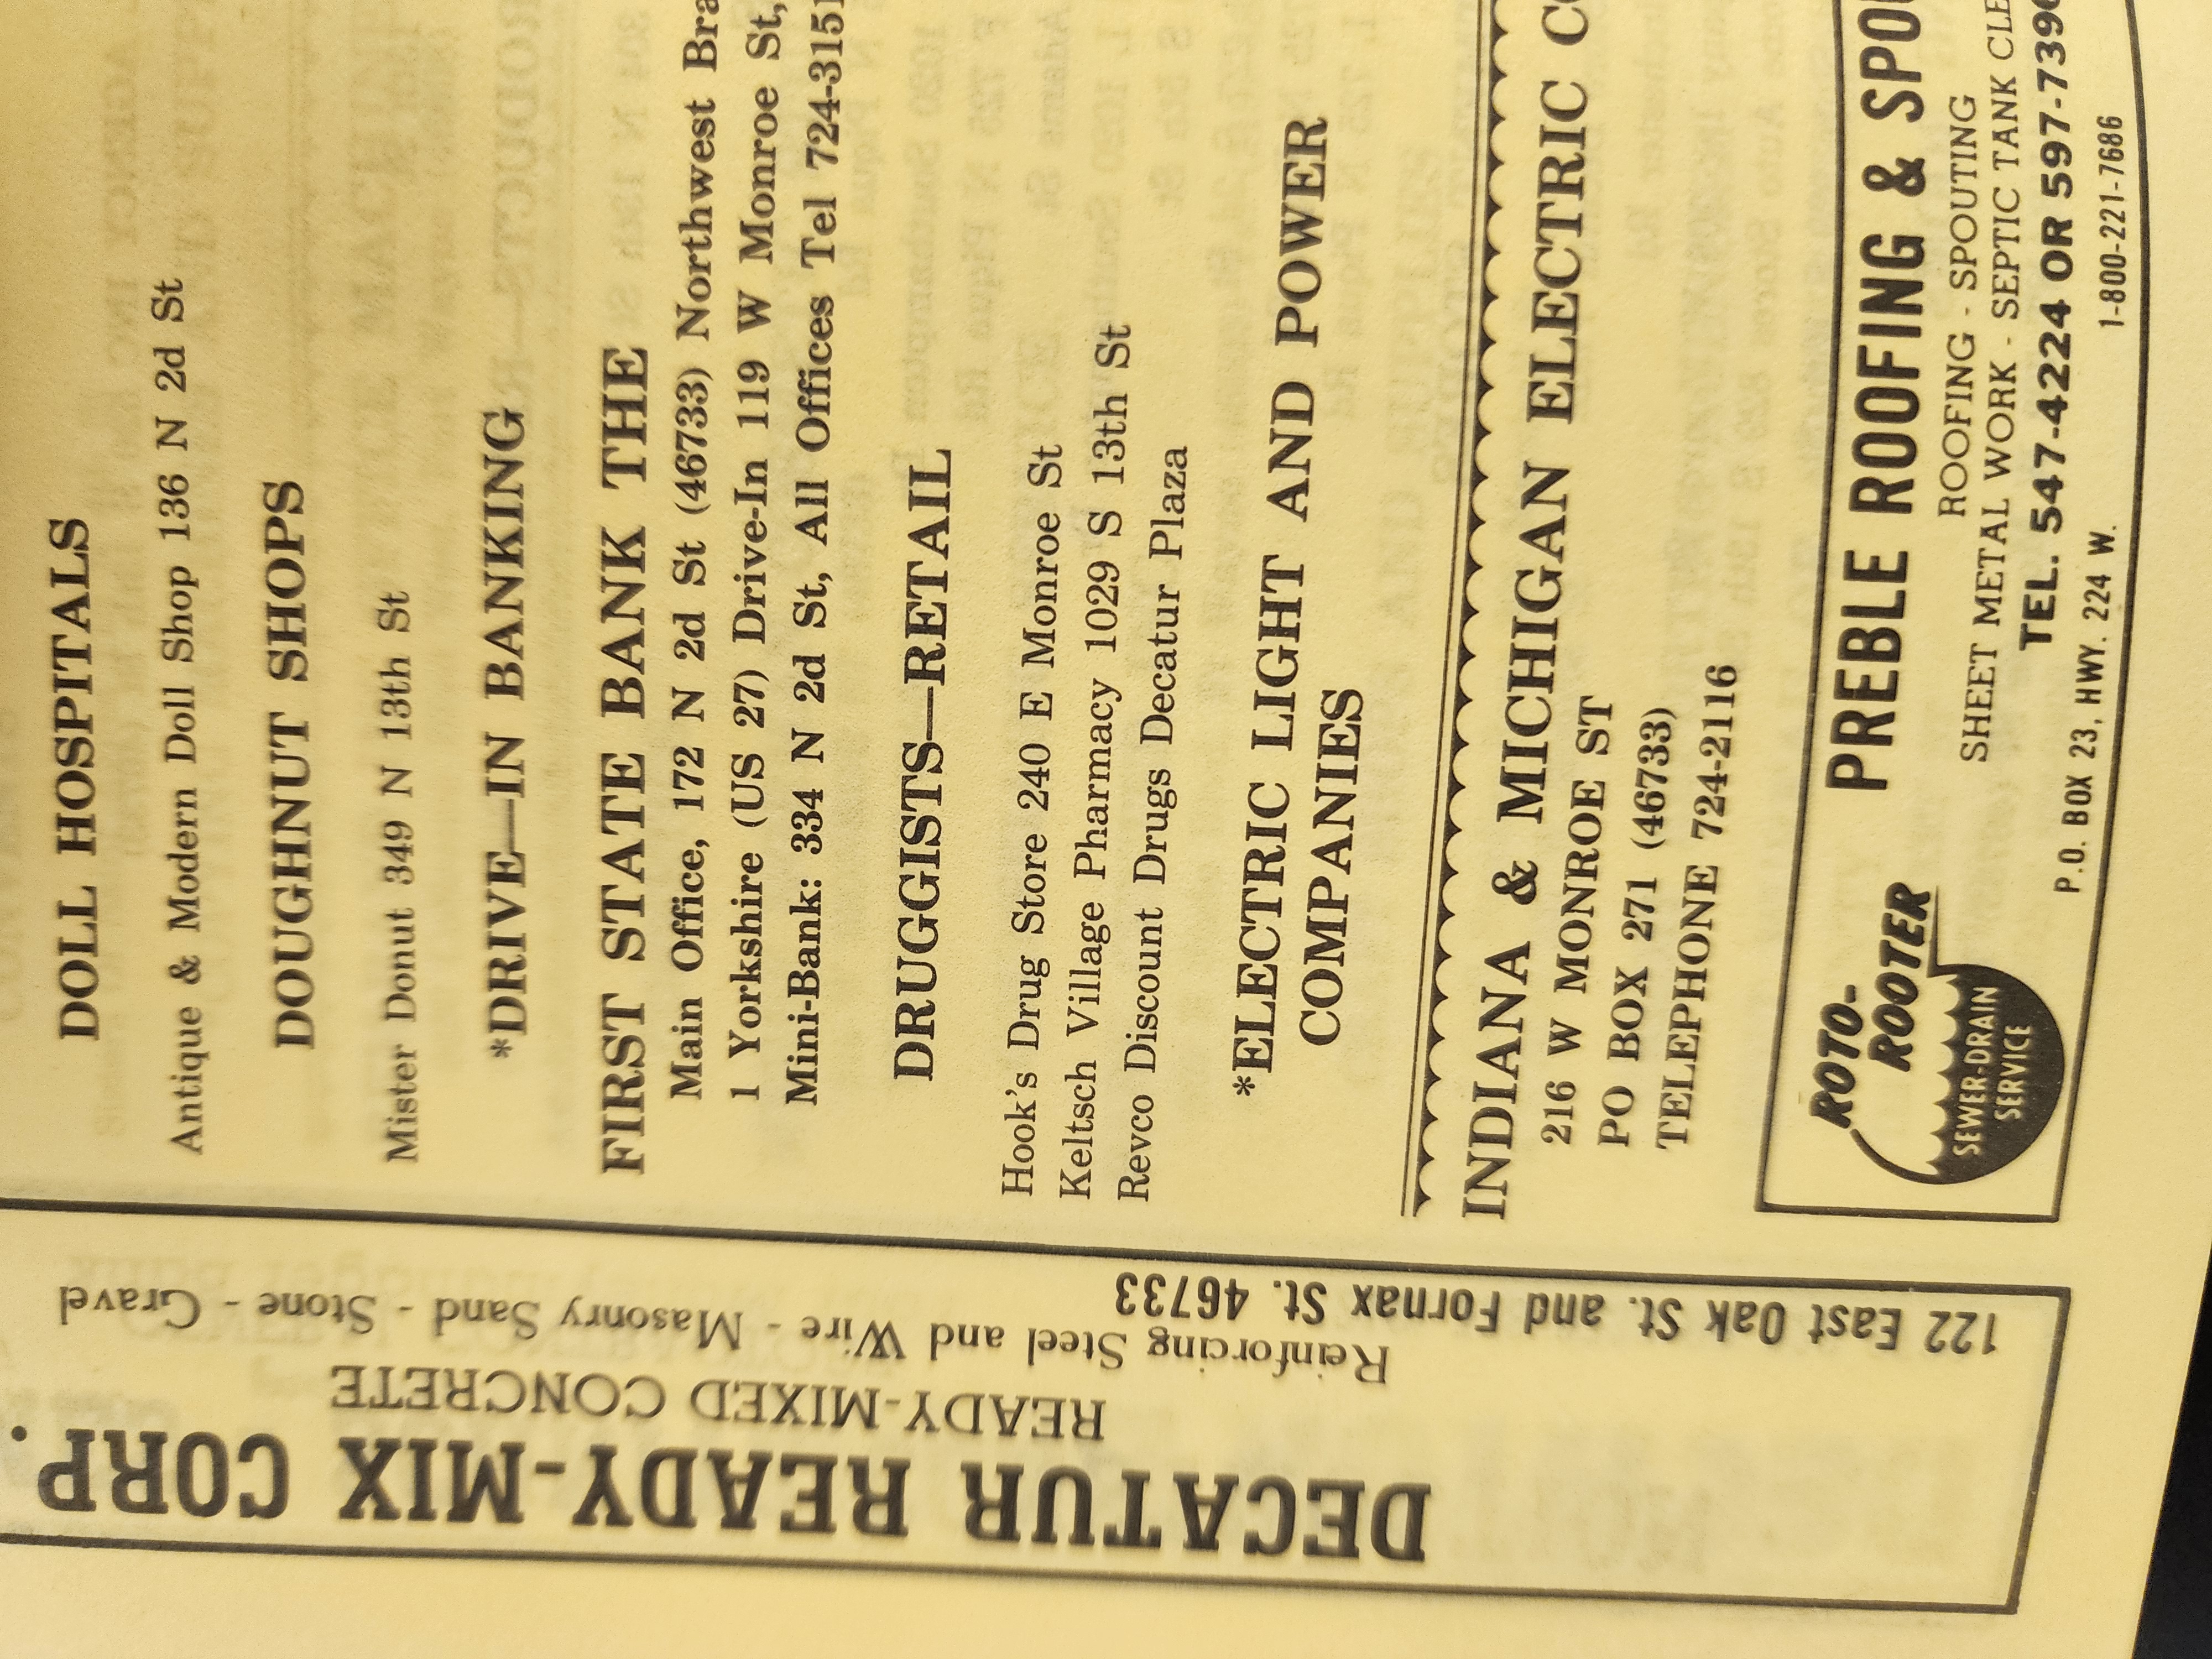 DOLL HOSPITALS
Antique & Modern Doll Shop 136 N 2d St
DOUGHNUT SHOPS
Mister Donut 349 N 13th St
*DRIVE—IN BANKING
FIRST STATE BANK THE
Main Office, 172 N 2d St (46733) Northwest Bra
1 Yorkshire (US 27) Drive-In 119 W Monroe St,
Mini-Bank: 334 N 2d St, All Offices Tel 724-3151
DRUGGISTS—RETAIL
Hook's Drug Store 240 E Monroe St
Keltsch Village Pharmacy 1029 S 13th St
Revco Discount Drugs Decatur Plaza
*ELECTRIC LIGHT AND POWER
COMPANIES
INDIANA & MICHIGAN ELECTRIC CO
216 W MONROE ST
PO BOX 271 (46733)
TELEPHONE 724-2116
ROTO-
ROOTER
SEWER-DRAIN
SERVICE
PREBLE ROOFING & SPOU
ROOFING - SPOUTING
SHEET METAL WORK - SEPTIC TANK CLE
TEL. 547-4224 OR 597-739
P.O. BOX 23, HWY. 224 W.
1-800-221-7686
DECATUR READY-MIX CORP.
READY-MIXED CONCRETE
Reinforcing Steel and Wire - Masonry Sand - Stone - Gravel
122 East Oak St. and Fornax St. 46733